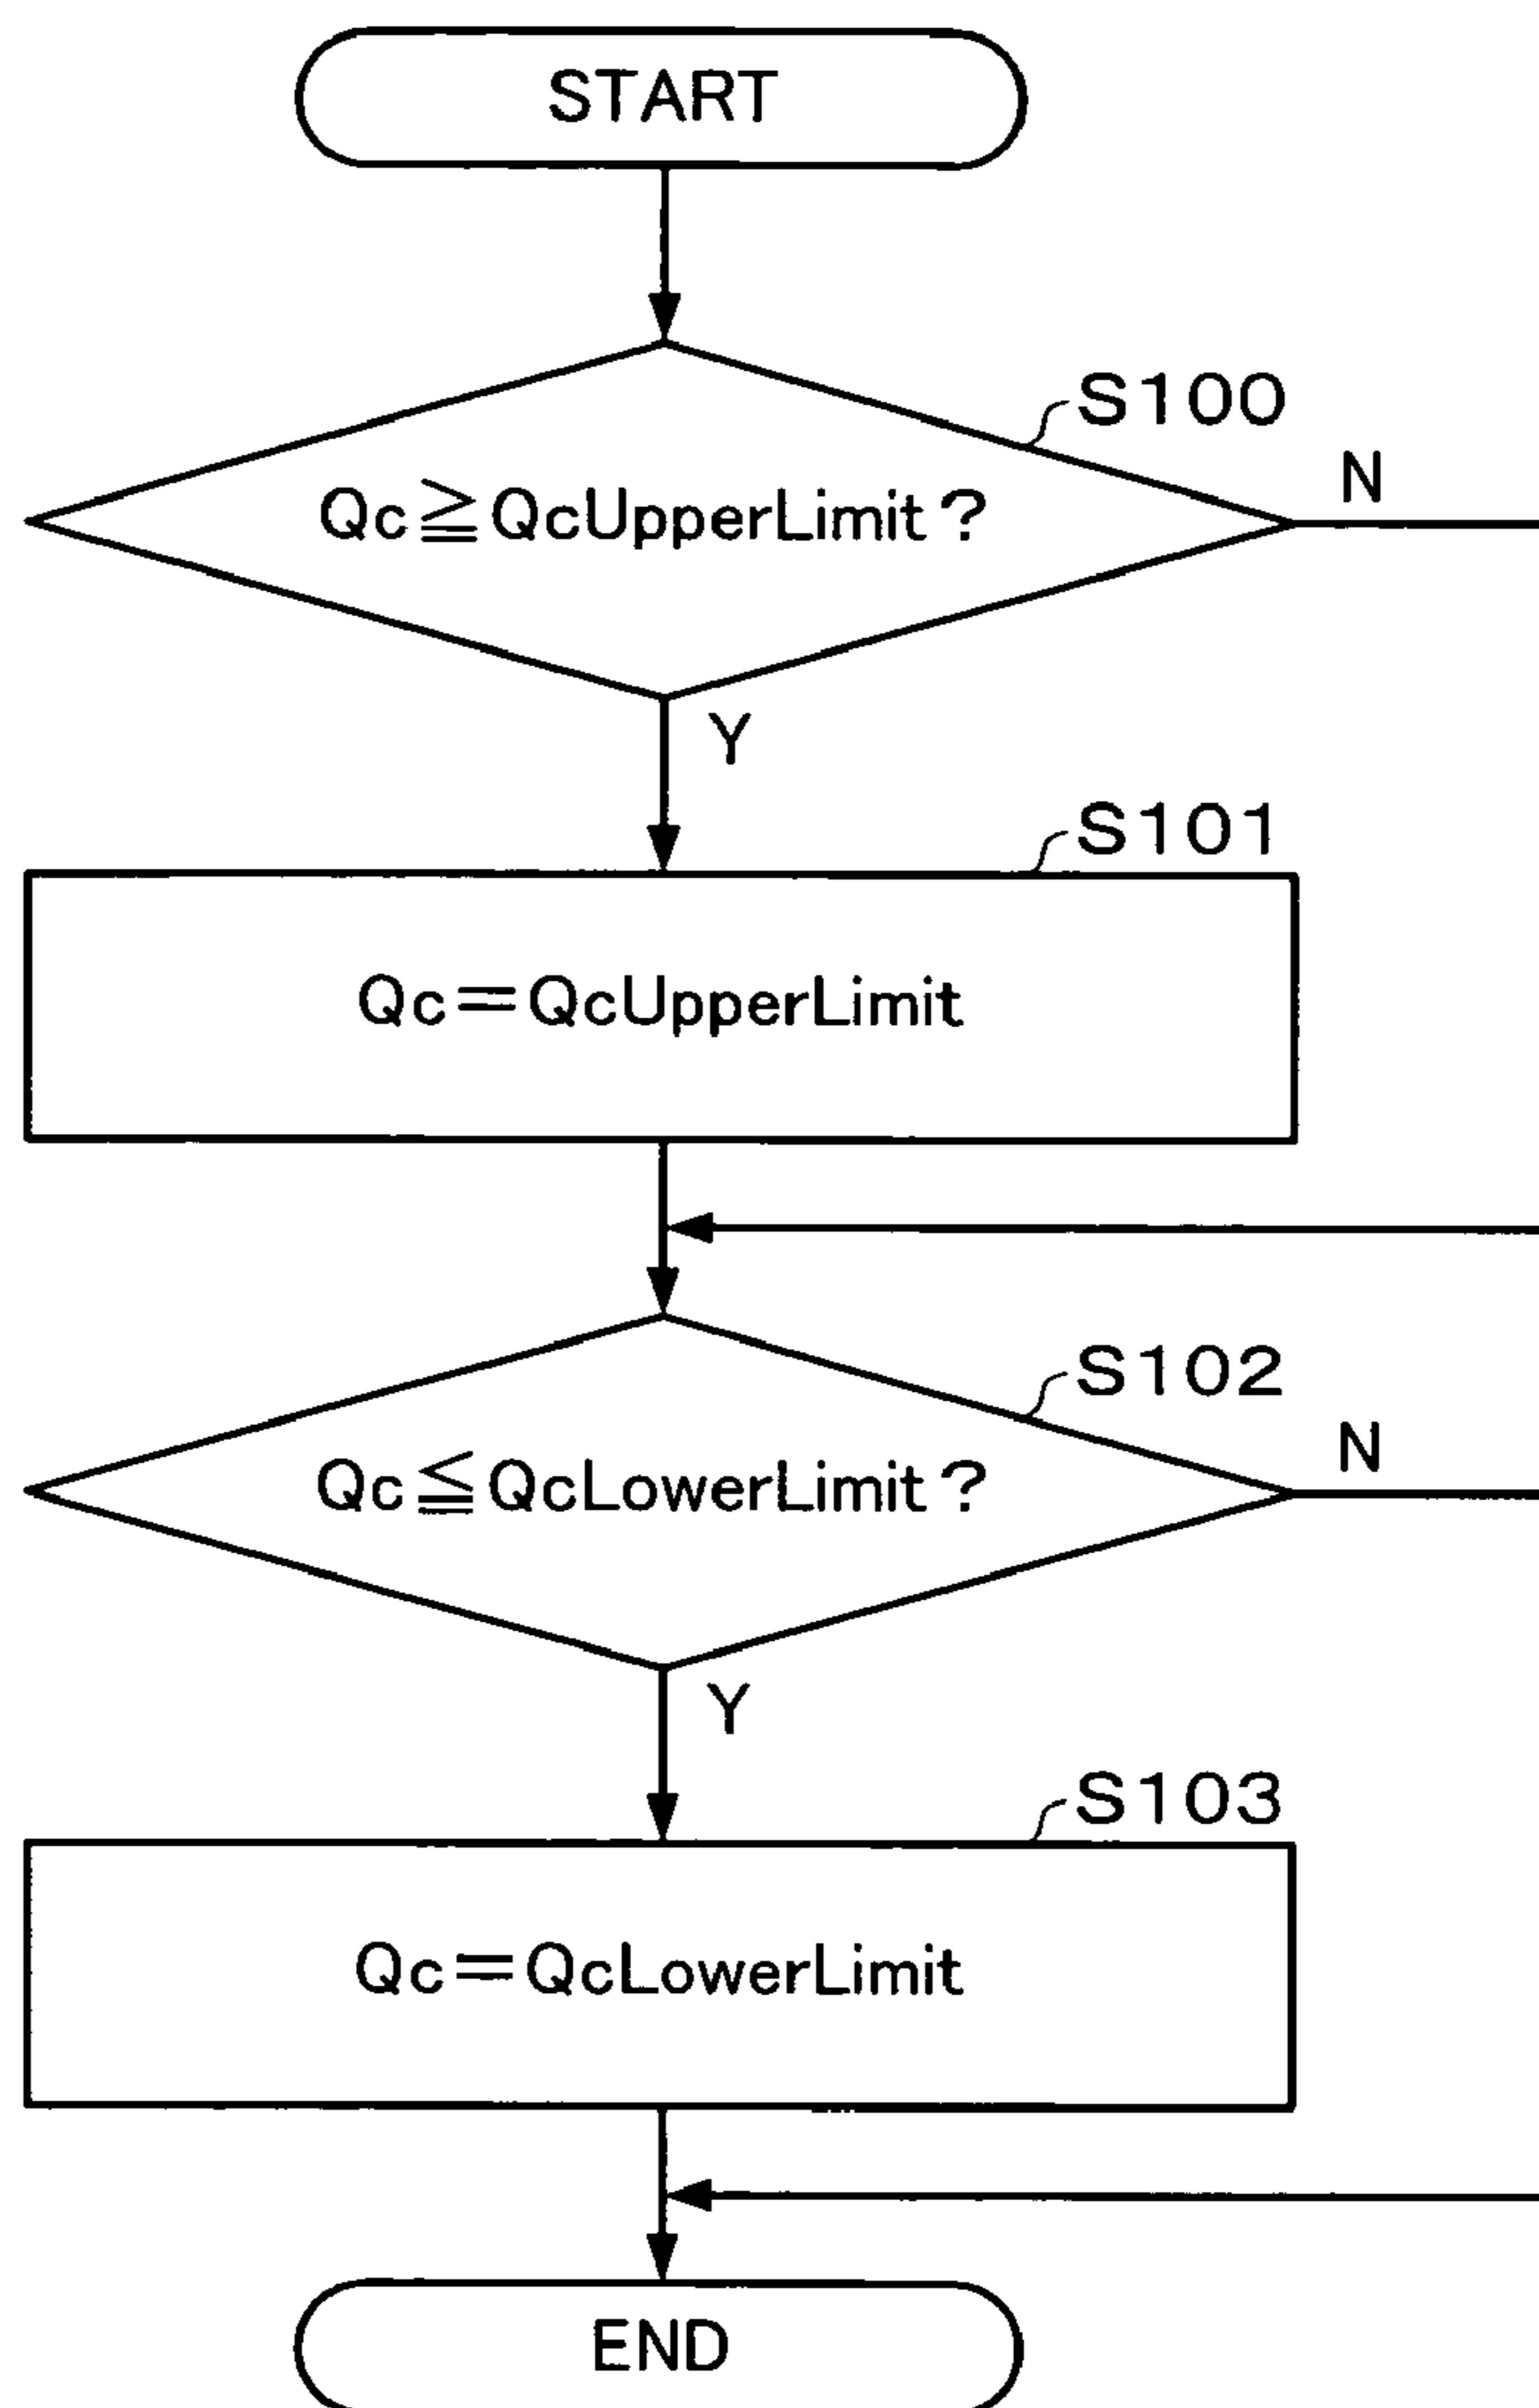 START
S100
N
Qc≧QcUpperLimit?
Y
S101
Qc=QcUpperLimit
S102
N
Qc≦QcLowerLimit?
Y
S103
Qc=QcLowerLimit
END